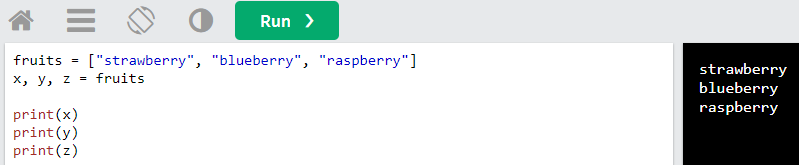 Run ❯
fruits = ["strawberry", "blueberry", "raspberry"]
x, y, z = fruits
print(x)
print(y)
print(z)
strawberry
blueberry
raspberry